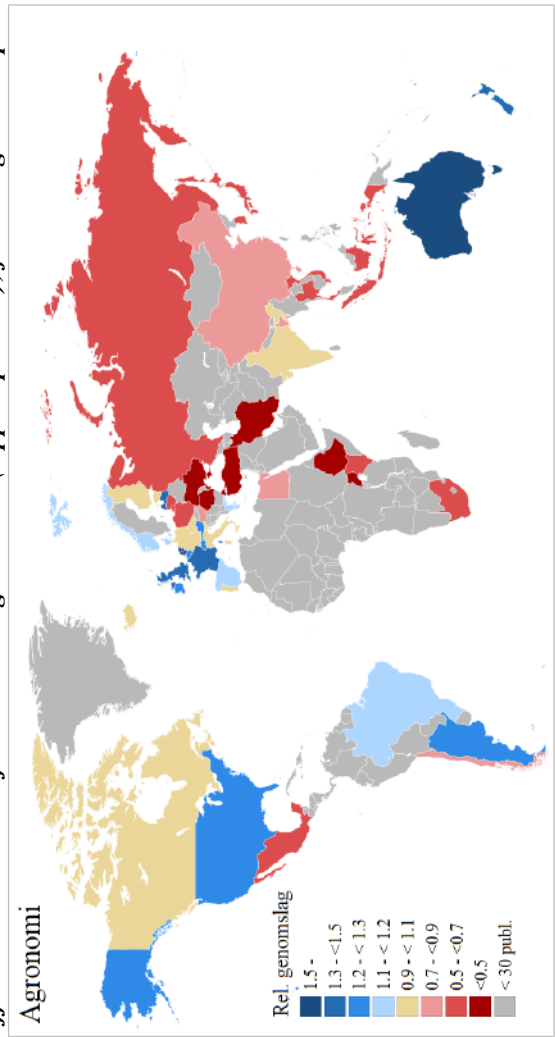 Agronomi
Rel. genomslag
1.5 -
1.3 - <1.5
1.2 - < 1.3
1.1 - < 1.2
0.9 - < 1.1
0.7 - <0.9
0.5 - <0.7
<0.5
< 30 publ.